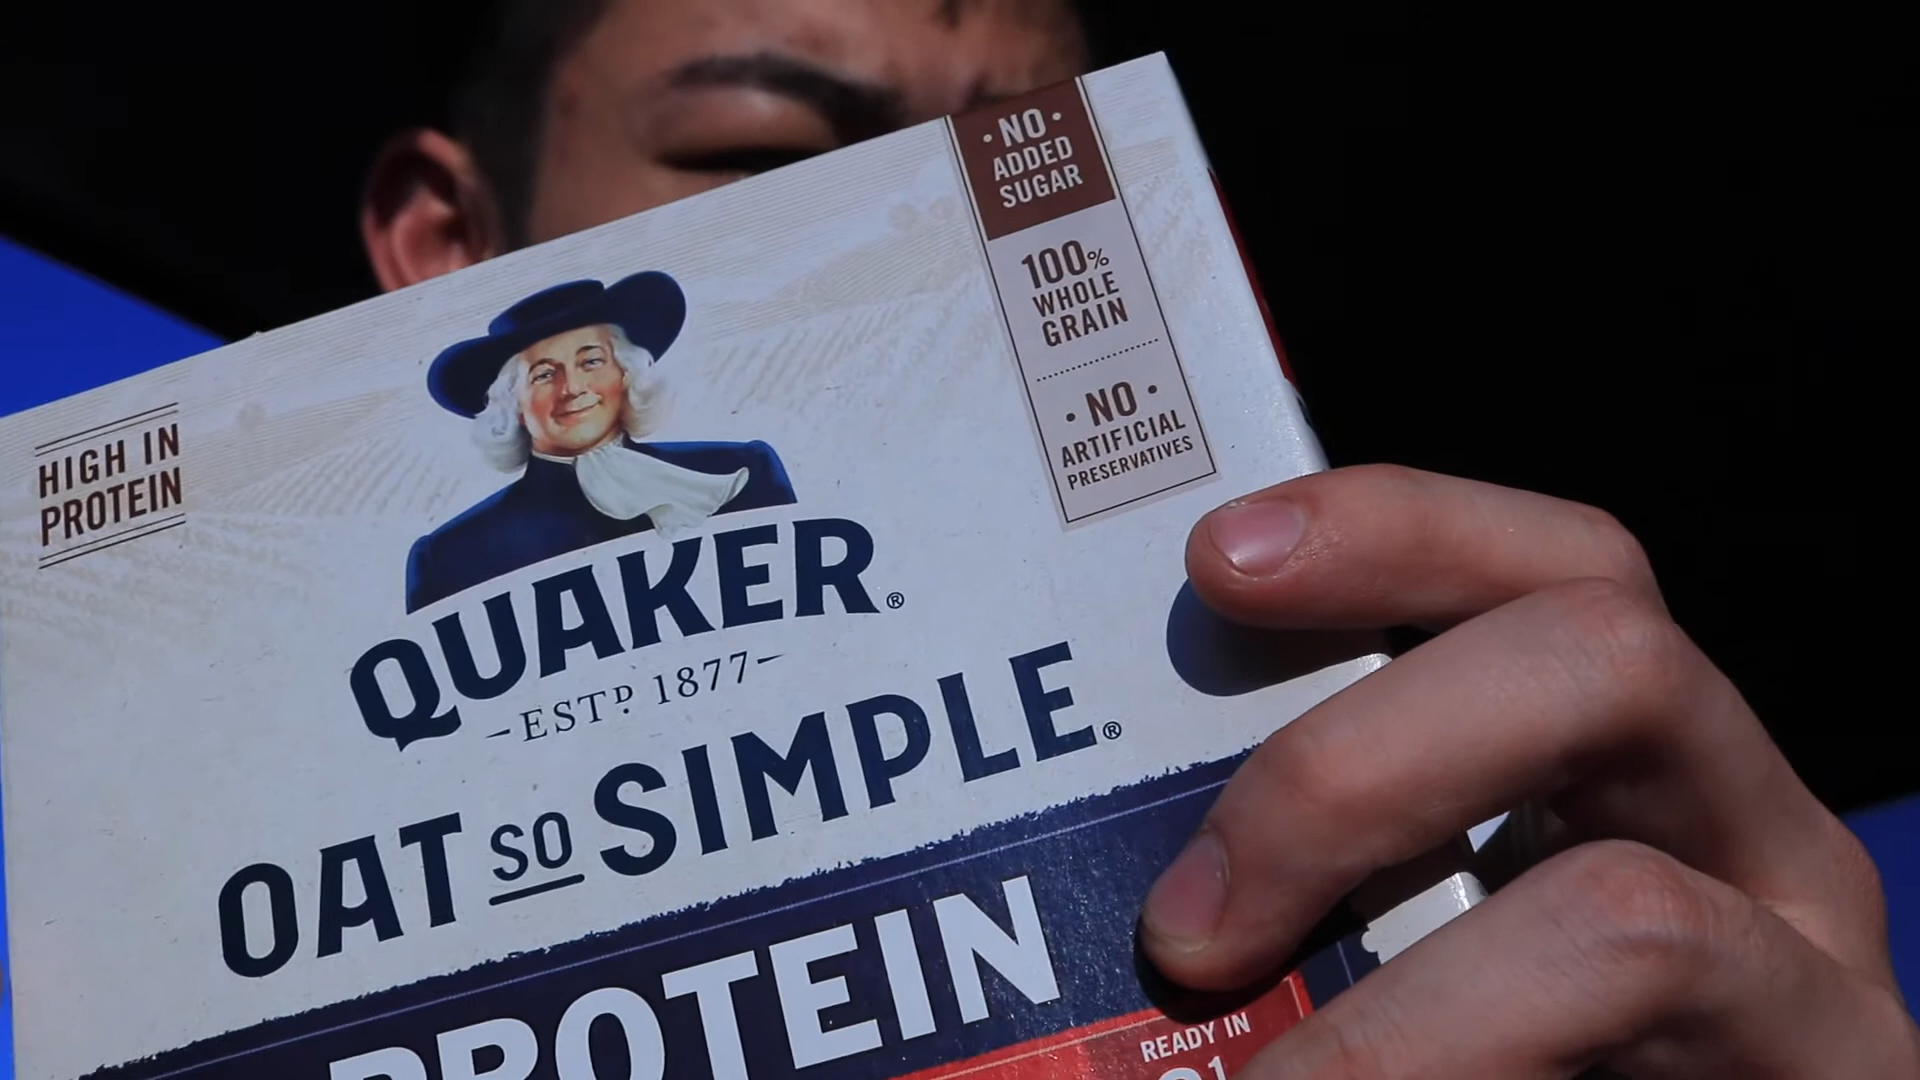 · NO ·
ADDED
SUGAR
100%
WHOLE
GRAIN
· NO ·
ARTIFICIAL
PRESERVATIVES
HIGH IN
PROTEIN
QUAKER®
–ESTD 1877–
OAT SO SIMPLE®
PROTEIN
READY IN